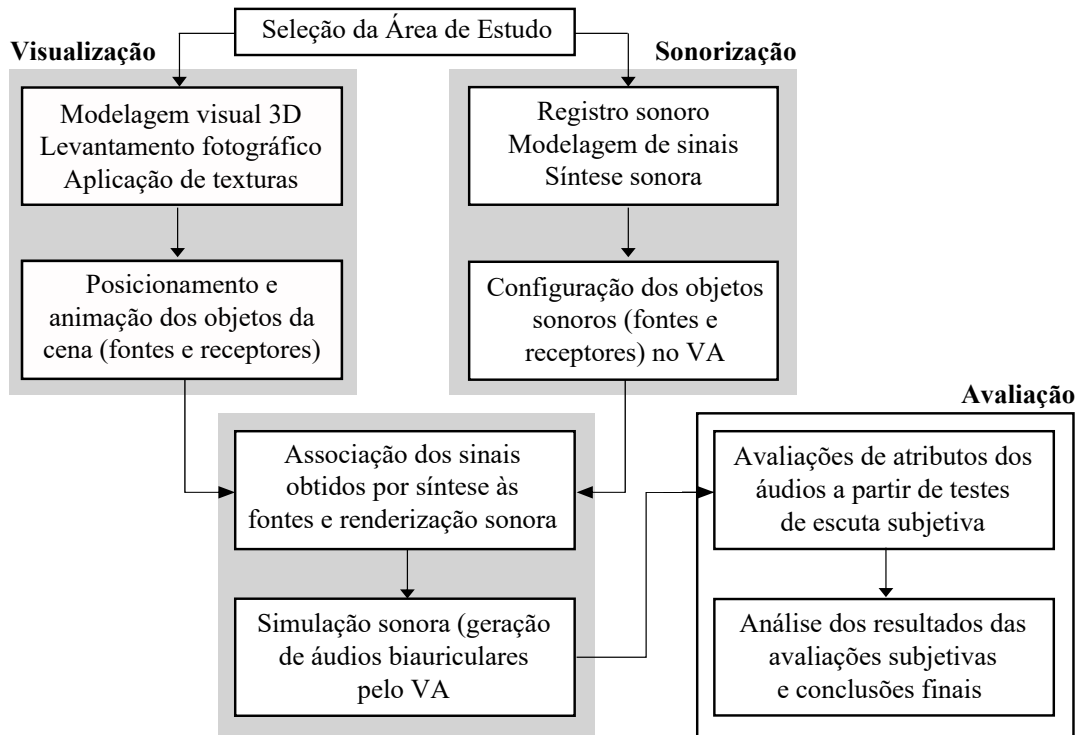 Seleção da Área de Estudo
Visualização
Sonorização
Modelagem visual 3D
Levantamento fotográfico
Aplicação de texturas
Registro sonoro
Modelagem de sinais
Síntese sonora
Posicionamento e
animação dos objetos da
cena (fontes e receptores)
Configuração dos objetos
sonoros (fontes e
receptores) no VA
Avaliação
Associação dos sinais
obtidos por síntese às
fontes e renderização sonora
Avaliações de atributos dos
áudios a partir de testes
de escuta subjetiva
Simulação sonora (geração
de áudios biauriculares
pelo VA
Análise dos resultados das
avaliações subjetivas
e conclusões finais